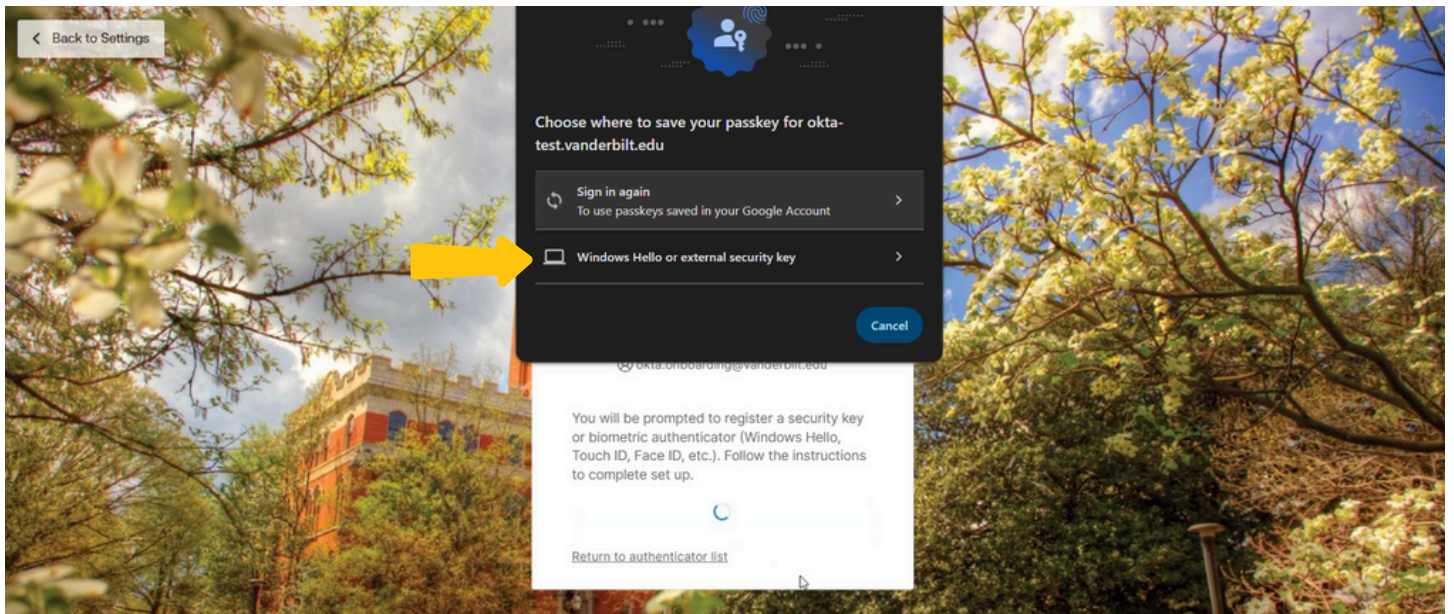 Back to Settings
Choose where to save your passkey for okta-
test.vanderbilt.edu
Sign in again
To use passkeys saved in your Google Account
Windows Hello or external security key
Cancel
okta.onboarding@vanderbilt.edu
You will be prompted to register a security key
or biometric authenticator (Windows Hello,
Touch ID, Face ID, etc.). Follow the instructions
to complete set up.
Return to authenticator list